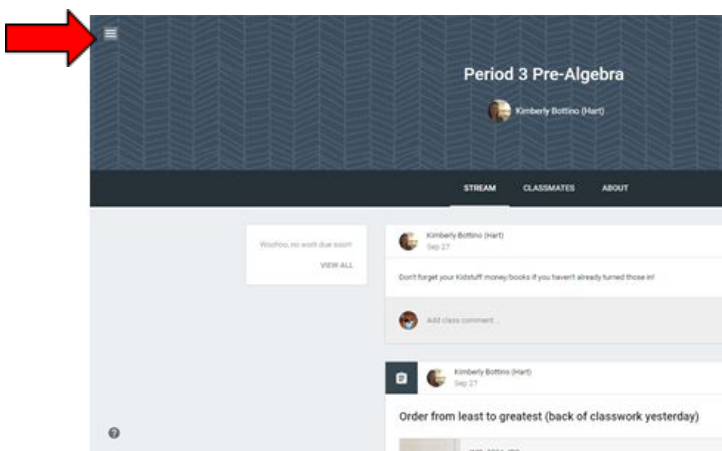 Period 3 Pre-Algebra
Kimberly Bottino (Hart)
STREAM CLASSMATES ABOUT
Woohoo, no work due soon!
VIEW ALL
Kimberly Bottino (Hart)
Sep 27
Don't forget your Kidstuff money/books if you haven't already turned those in!
Add class comment...
Kimberly Bottino (Hart)
Sep 27
Order from least to greatest (back of classwork yesterday)